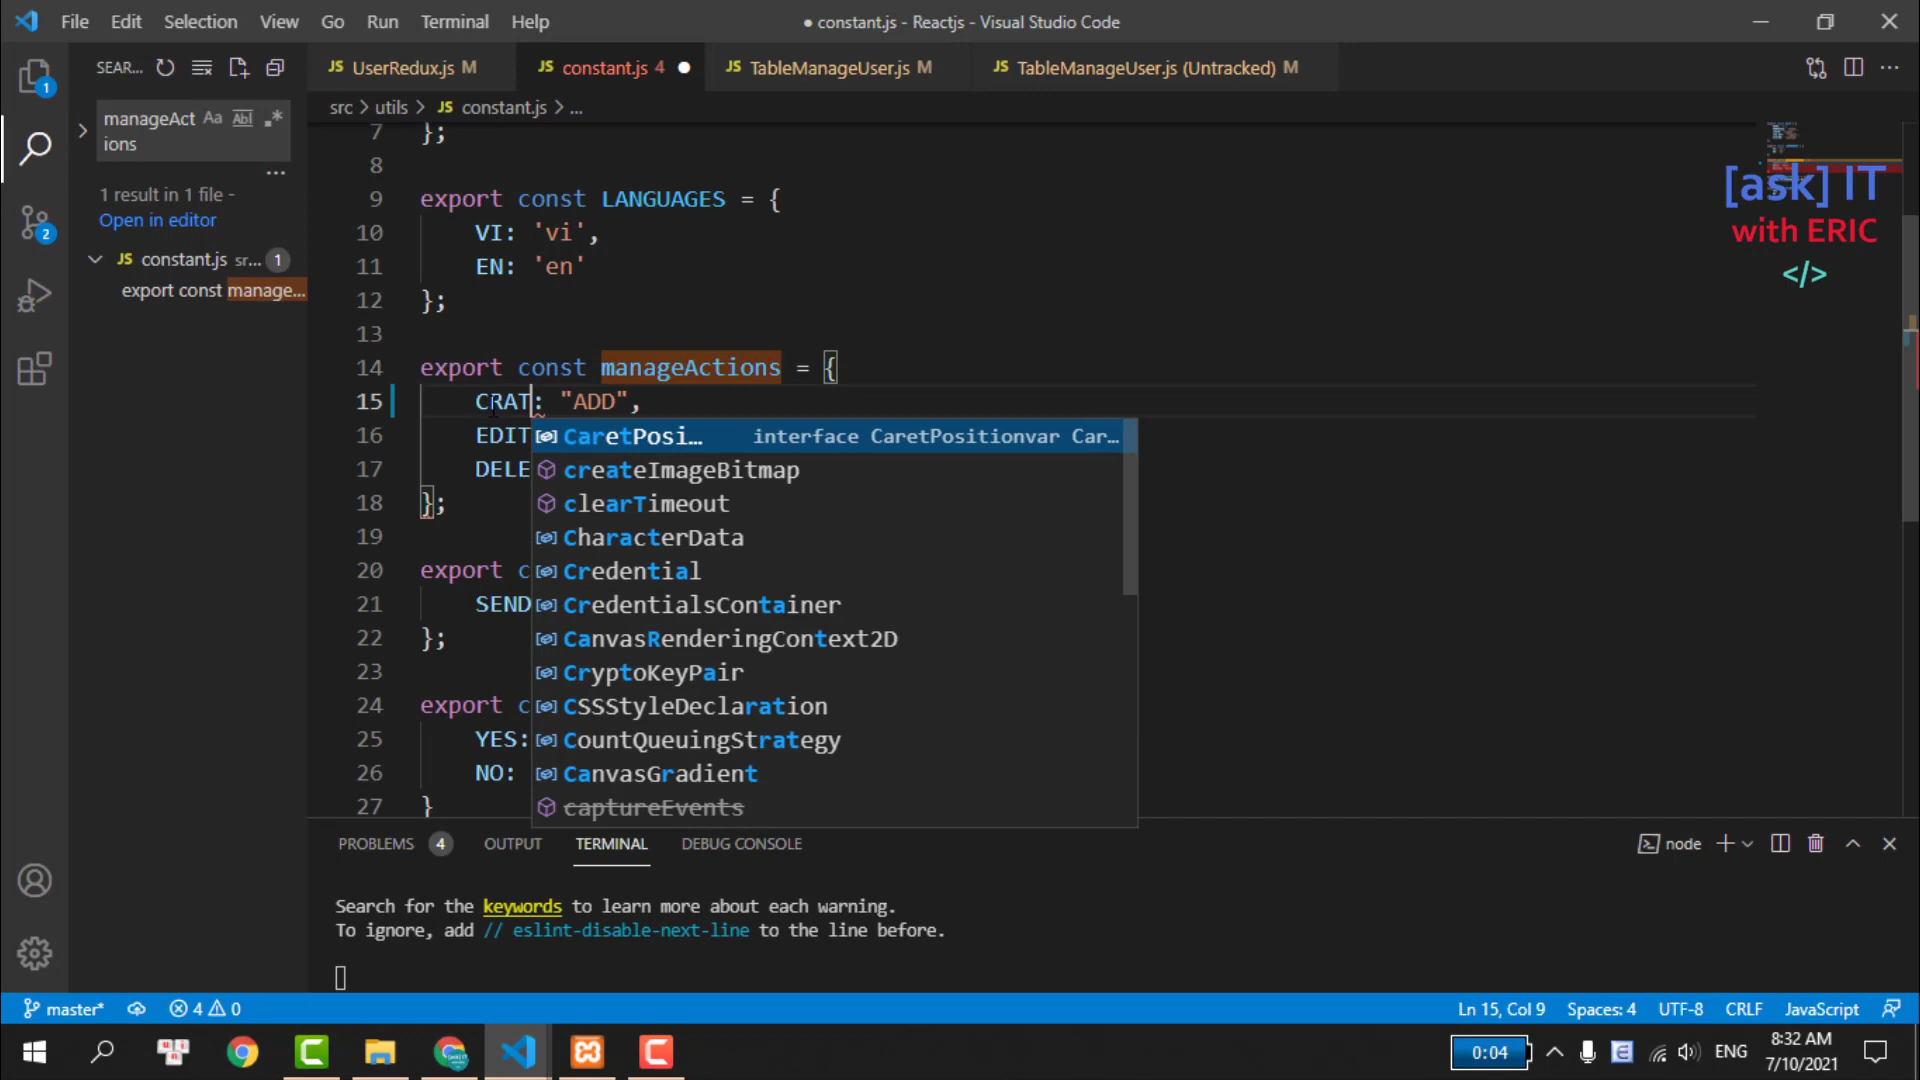 File Edit Selection View Go Run Terminal Help
● constant.js - Reactjs - Visual Studio Code
SEAR...
JS UserRedux.js M
JS constant.js 4 ●
JS TableManageUser.js M
JS TableManageUser.js (Untracked) M
src > utils > JS constant.js > ...
manageAct
ions
Aa Abl .*
...
1 result in 1 file -
Open in editor
JS constant.js sr... 1
export const manage...
1
2
7 };
8
9 export const LANGUAGES = {
10 VI: 'vi',
11 EN: 'en'
12 };
13
14 export const manageActions = {
15 CRAT: "ADD",
16 EDIT
17 DELE
18 };
19
20 export c
21 SEND
22 };
23
24 export c
25 YES:
26 NO:
27 }
CaretPosi... interface CaretPositionvar Car...
createImageBitmap
clearTimeout
CharacterData
Credential
CredentialsContainer
CanvasRenderingContext2D
CryptoKeyPair
CSSStyleDeclaration
CountQueuingStrategy
CanvasGradient
captureEvents
[ask] IT
with ERIC
</>
PROBLEMS 4 OUTPUT TERMINAL DEBUG CONSOLE
node
Search for the keywords to learn more about each warning.
To ignore, add // eslint-disable-next-line to the line before.
master* 4 0
Ln 15, Col 9 Spaces: 4 UTF-8 CRLF JavaScript
0:04
ENG
8:32 AM
7/10/2021